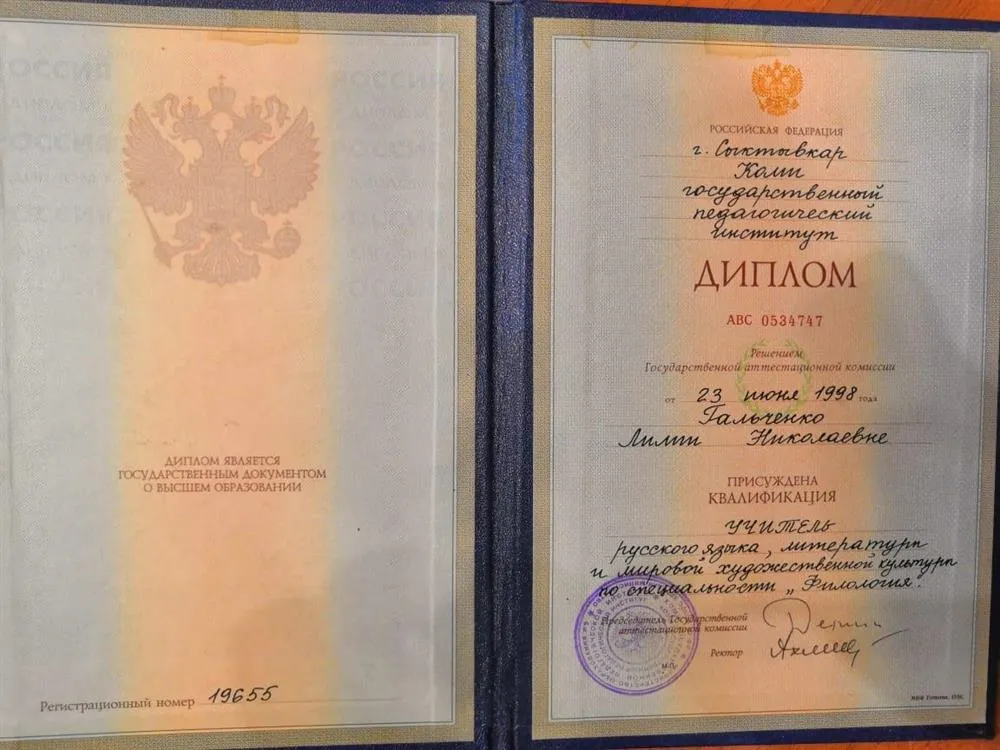 ДИПЛОМ ЯВЛЯЕТСЯ
ГОСУДАРСТВЕННЫМ ДОКУМЕНТОМ
О ВЫСШЕМ ОБРАЗОВАНИИ
Регистрационный номер 19655
РОССИЙСКАЯ ФЕДЕРАЦИЯ
г. Сыктывкар
Коми
государственный
педагогический
институт
ДИПЛОМ
АВС 0534747
Решением
Государственной аттестационной комиссии
от 23 июня 1998 года
Гальченко
Лилии Николаевне
ПРИСУЖДЕНА
КВАЛИФИКАЦИЯ
УЧИТЕЛЬ
русского языка, литературы
и мировой художественной культуры
по специальности „Филология".
Председатель Государственной
аттестационной комиссии
Ректор
М.П.